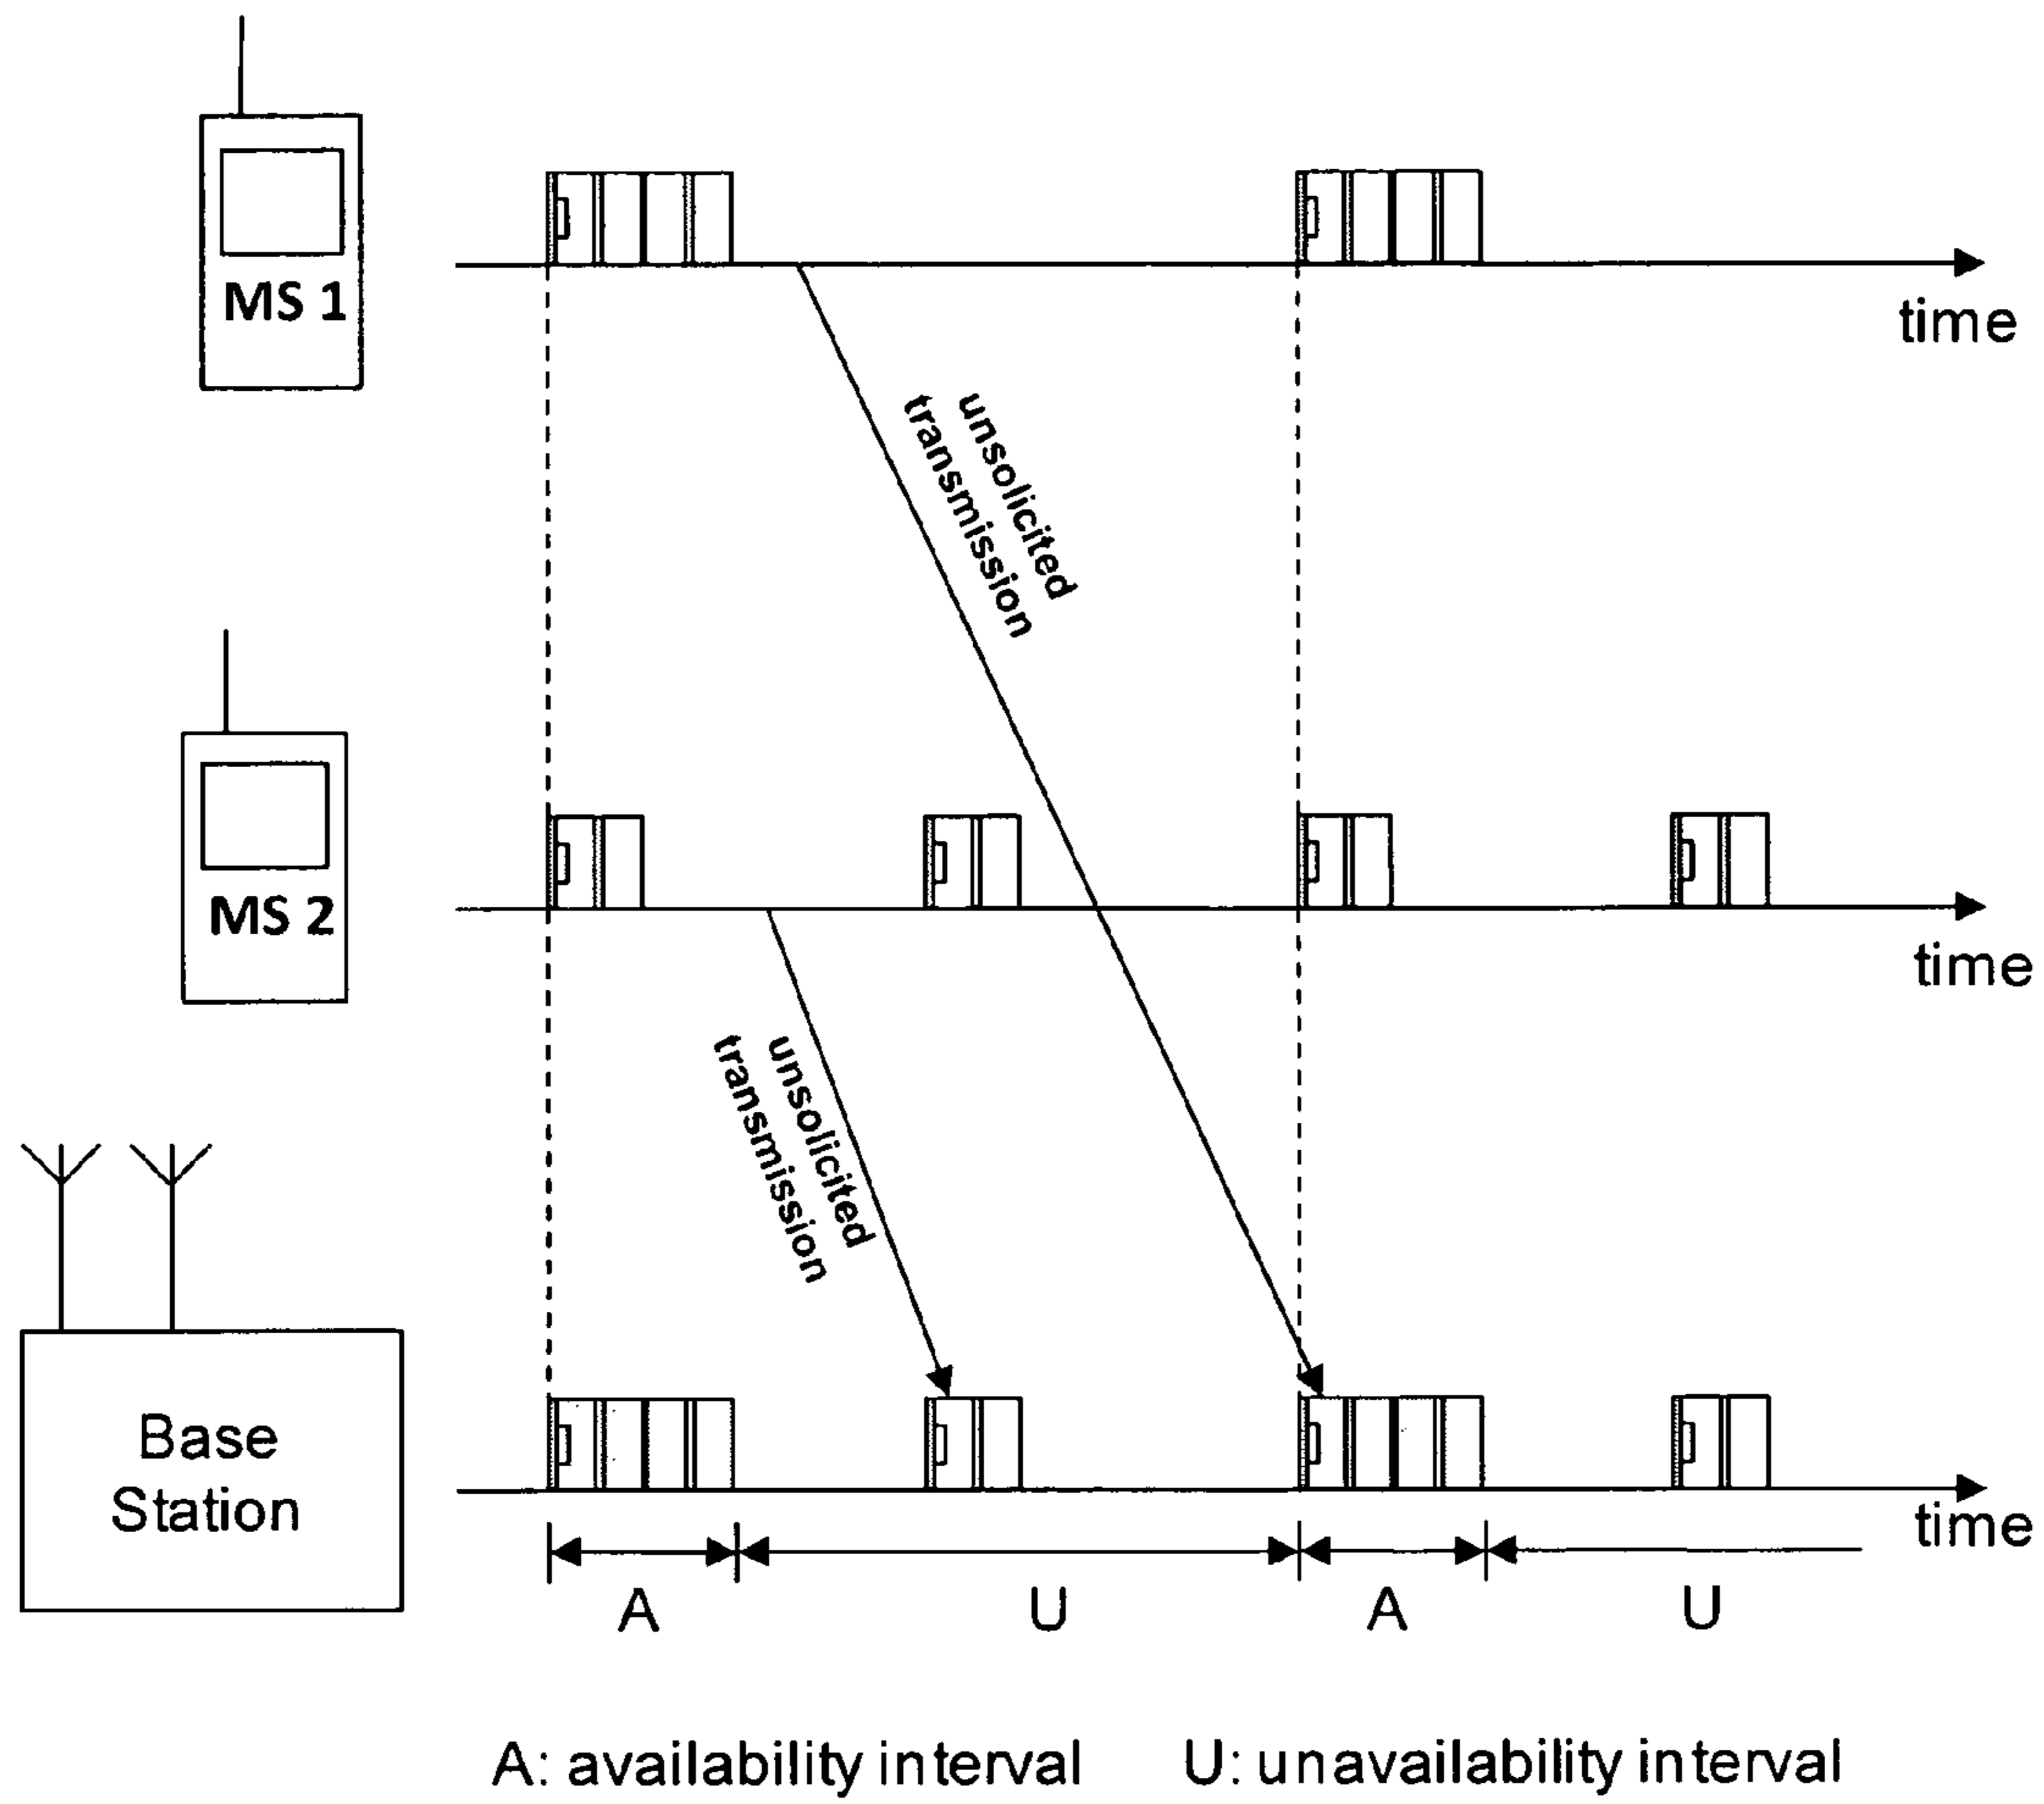 MS 1
time
unsolicited
transmission
MS 2
time
unsolicited
transmission
Base
Station
time
A
U
A
U
A: availability interval
U: unavailability interval